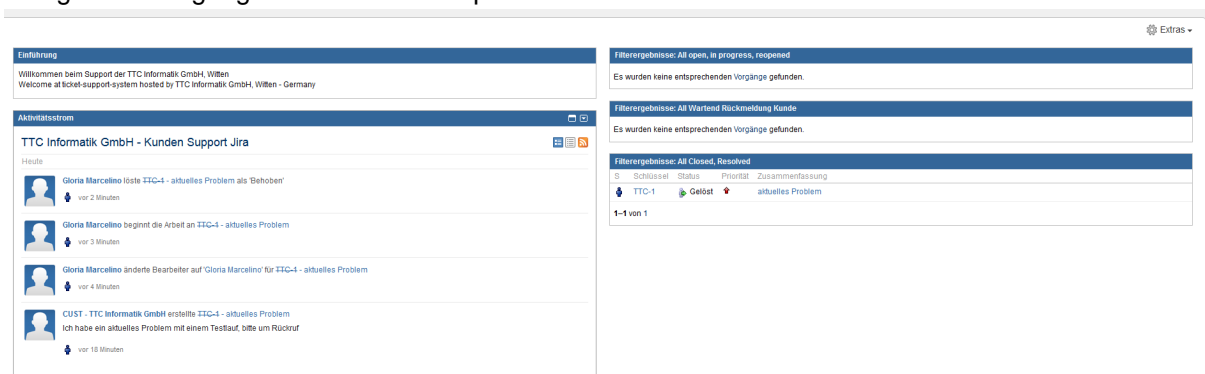 Extras
Einführung
Willkommen beim Support der TTC Informatik GmbH, Witten
Welcome at ticket-support-system hosted by TTC Informatik GmbH, Witten - Germany
Aktivitätsstrom
TTC Informatik GmbH - Kunden Support Jira
Heute
Gloria Marcelino löste TTC-1 - aktuelles Problem als 'Behoben'
vor 2 Minuten
Gloria Marcelino beginnt die Arbeit an TTC-1 - aktuelles Problem
vor 3 Minuten
Gloria Marcelino änderte Bearbeiter auf 'Gloria Marcelino' für TTC-1 - aktuelles Problem
vor 4 Minuten
CUST - TTC Informatik GmbH erstellte TTC-1 - aktuelles Problem
Ich habe ein aktuelles Problem mit einem Testlauf, bitte um Rückruf
vor 18 Minuten
Filterergebnisse: All open, in progress, reopened
Es wurden keine entsprechenden Vorgänge gefunden.
Filterergebnisse: All Wartend Rückmeldung Kunde
Es wurden keine entsprechenden Vorgänge gefunden.
Filterergebnisse: All Closed, Resolved
S Schlüssel Status Priorität Zusammenfassung
TTC-1 Gelöst aktuelles Problem
1–1 von 1